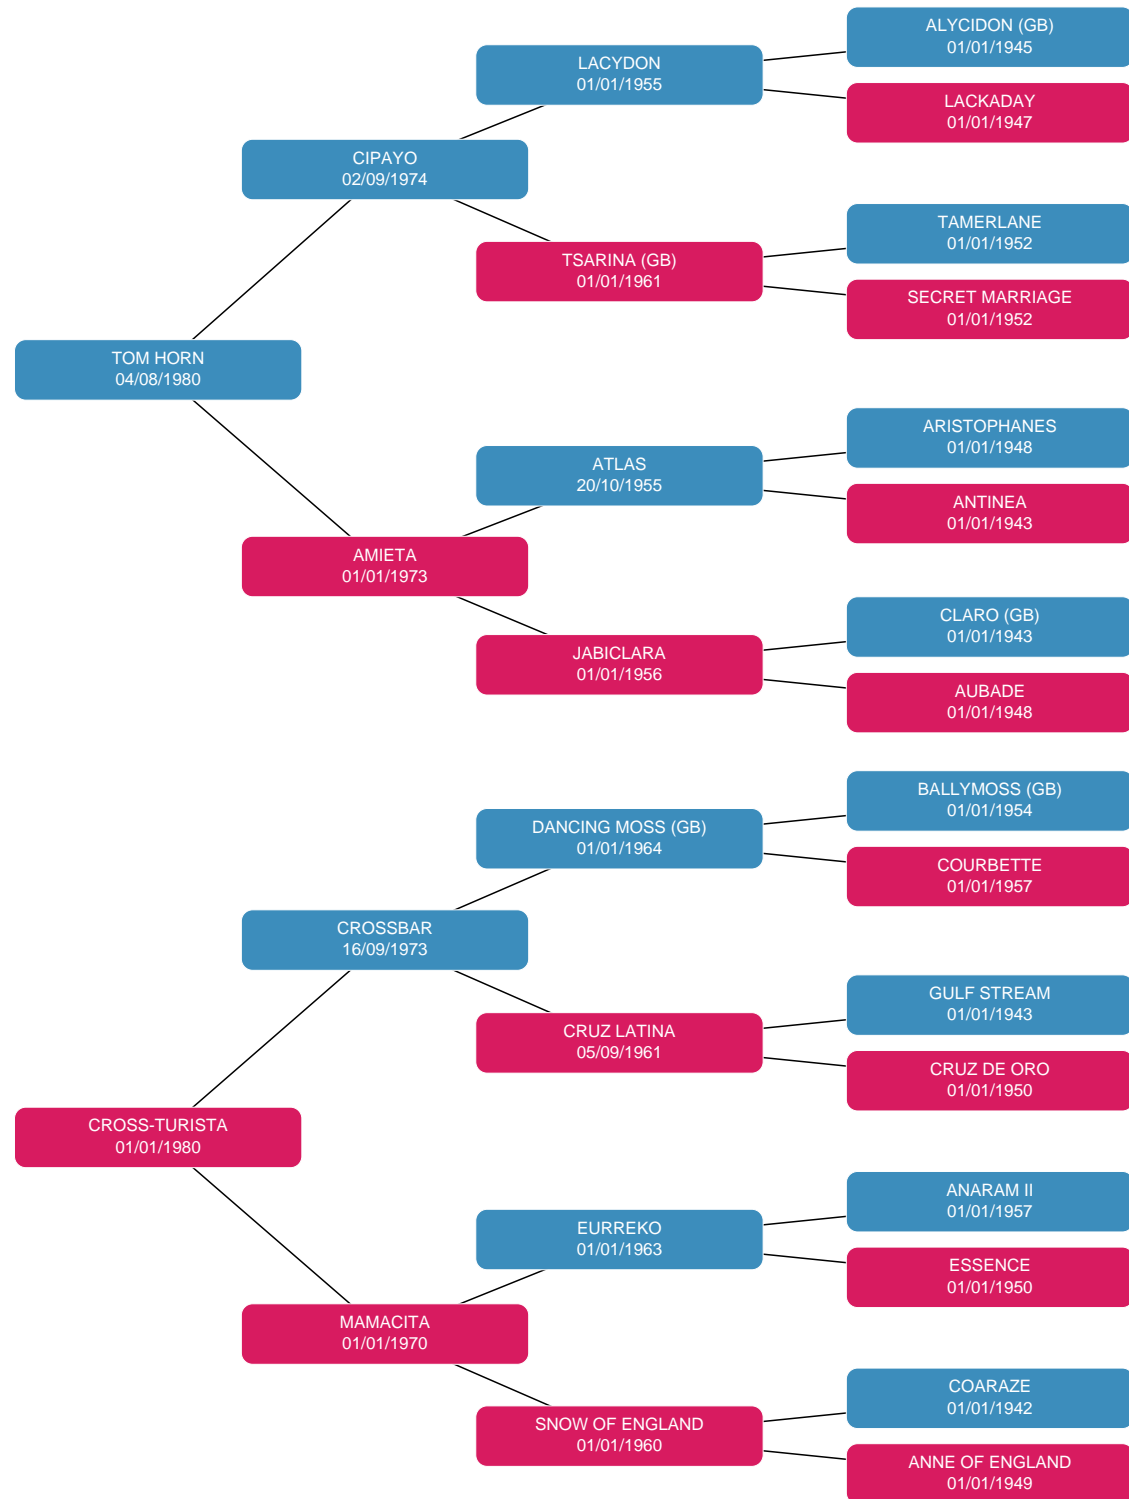 ALYCIDON (GB)
01/01/1945
LACYDON
01/01/1955
LACKADAY
01/01/1947
CIPAYO
02/09/1974
TAMERLANE
01/01/1952
TSARINA (GB)
01/01/1961
SECRET MARRIAGE
01/01/1952
TOM HORN
04/08/1980
ARISTOPHANES
01/01/1948
ATLAS
20/10/1955
ANTINEA
01/01/1943
AMIETA
01/01/1973
CLARO (GB)
01/01/1943
JABICLARA
01/01/1956
AUBADE
01/01/1948
BALLYMOSS (GB)
01/01/1954
DANCING MOSS (GB)
01/01/1964
COURBETTE
01/01/1957
CROSSBAR
16/09/1973
GULF STREAM
01/01/1943
CRUZ LATINA
05/09/1961
CRUZ DE ORO
01/01/1950
CROSS-TURISTA
01/01/1980
ANARAM II
01/01/1957
EURREKO
01/01/1963
ESSENCE
01/01/1950
MAMACITA
01/01/1970
COARAZE
01/01/1942
SNOW OF ENGLAND
01/01/1960
ANNE OF ENGLAND
01/01/1949